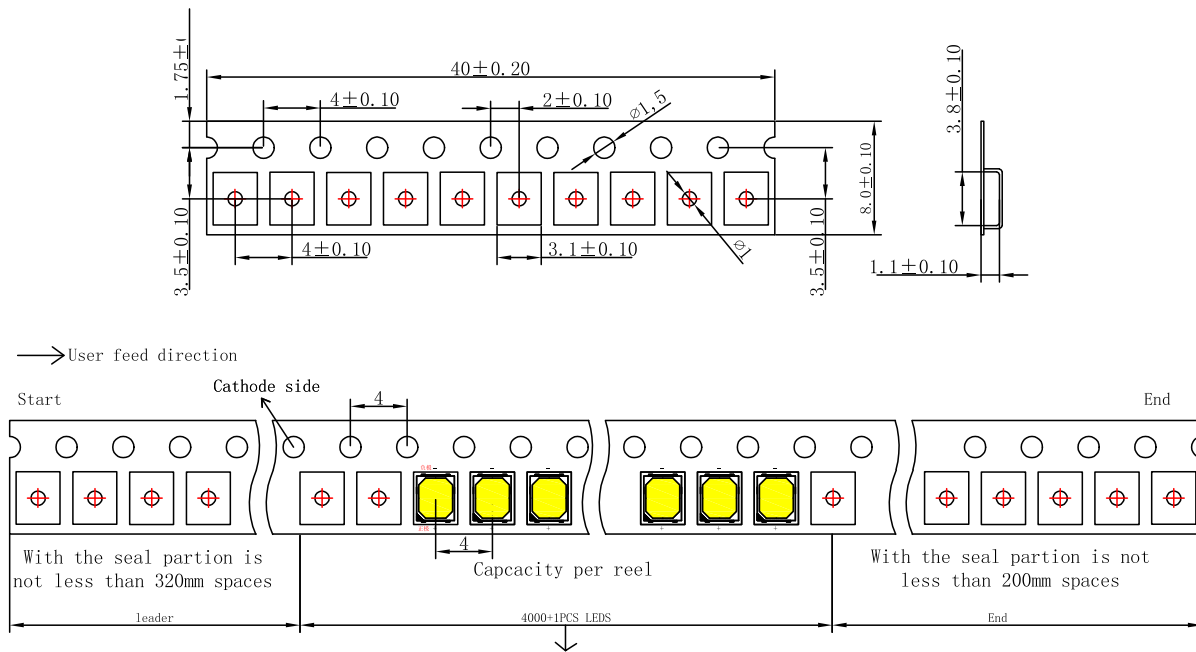 1.75±
40±0.20
4±0.10
2±0.10
⌀1,5
3.8±0.10
8.0±0.10
3.5±0.10
4±0.10
3.1±0.10
⌀1
3.5±0.10
1.1±0.10
User feed direction
Cathode side
Start
4
End
- - -
- - -
+ + +
+ + +
4
With the seal partion is
not less than 320mm spaces
Capcacity per reel
With the seal partion is not
less than 200mm spaces
leader
4000+1PCS LEDS
End